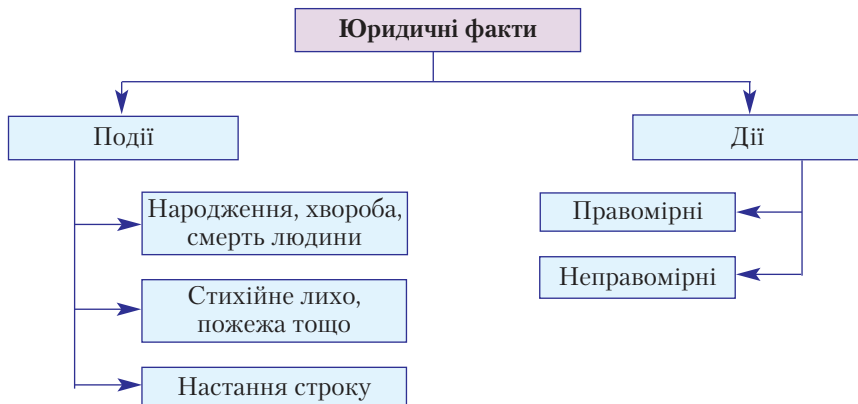 Юридичні факти
Події
Дії
Народження, хвороба,
смерть людини
Правомірні
Стихійне лихо,
пожежа тощо
Неправомірні
Настання строку